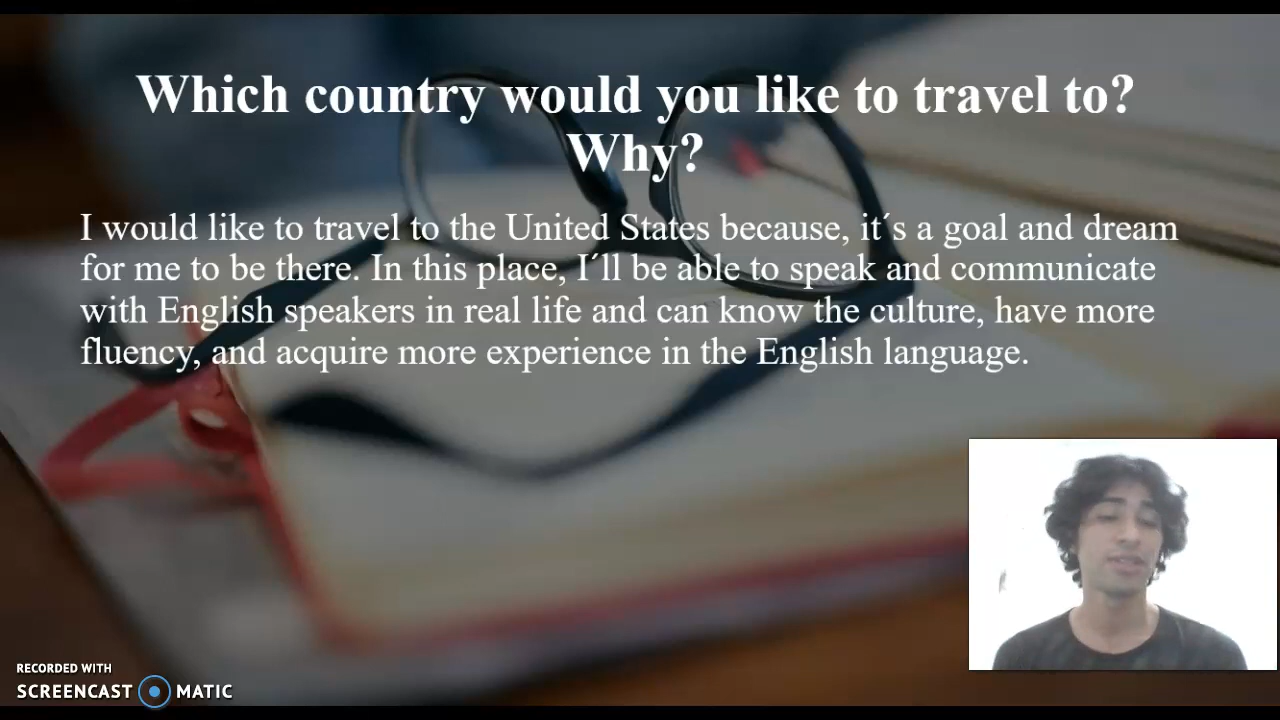 Which country would you like to travel to?
Why?
I would like to travel to the United States because, it´s a goal and dream
for me to be there. In this place, I´ll be able to speak and communicate
with English speakers in real life and can know the culture, have more
fluency, and acquire more experience in the English language.
RECORDED WITH
SCREENCAST MATIC